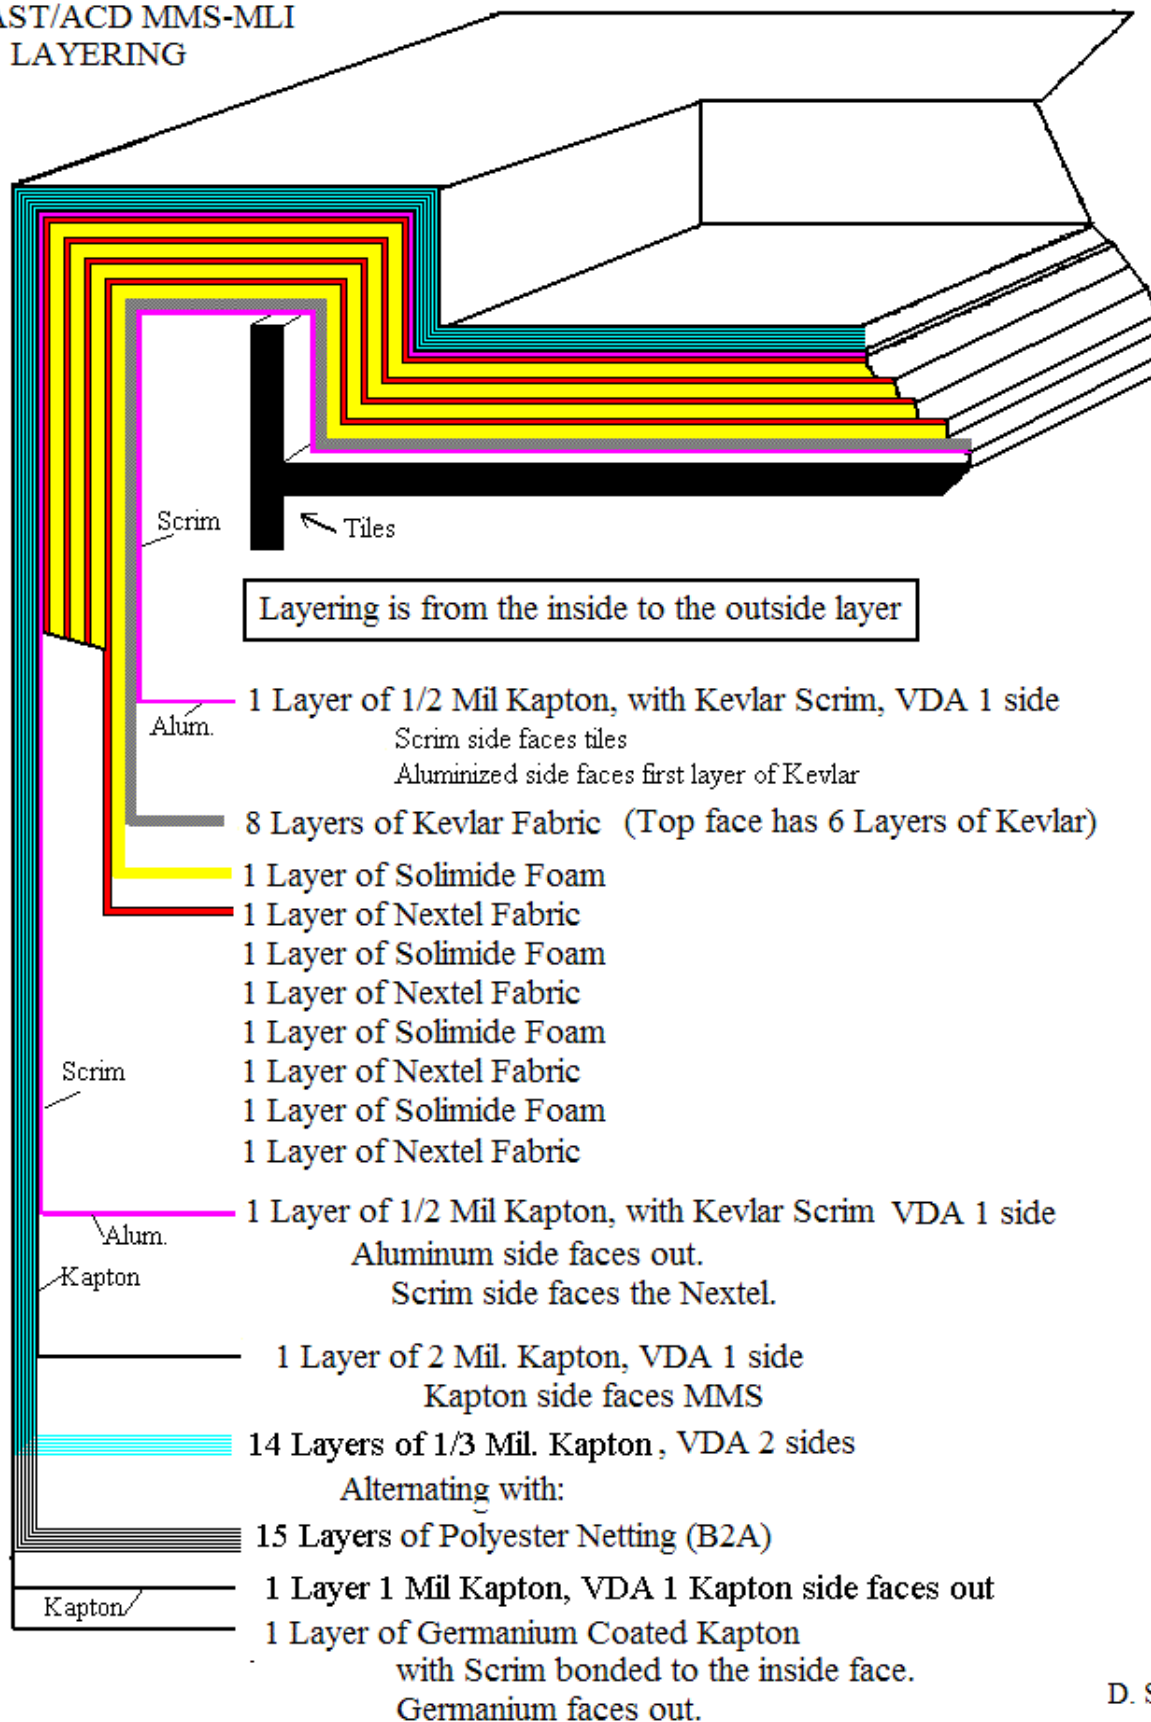 AST/ACD MMS-MLI
LAYERING
Scrim
Tiles
Layering is from the inside to the outside layer
1 Layer of 1/2 Mil Kapton, with Kevlar Scrim, VDA 1 side
Alum.
Scrim side faces tiles
Aluminized side faces first layer of Kevlar
8 Layers of Kevlar Fabric (Top face has 6 Layers of Kevlar)
1 Layer of Solimide Foam
1 Layer of Nextel Fabric
1 Layer of Solimide Foam
1 Layer of Nextel Fabric
1 Layer of Solimide Foam
1 Layer of Nextel Fabric
Scrim
1 Layer of Solimide Foam
1 Layer of Nextel Fabric
1 Layer of 1/2 Mil Kapton, with Kevlar Scrim VDA 1 side
Alum.
Aluminum side faces out.
Kapton
Scrim side faces the Nextel.
1 Layer of 2 Mil. Kapton, VDA 1 side
Kapton side faces MMS
14 Layers of 1/3 Mil. Kapton , VDA 2 sides
Alternating with:
15 Layers of Polyester Netting (B2A)
1 Layer 1 Mil Kapton, VDA 1 Kapton side faces out
Kapton
1 Layer of Germanium Coated Kapton
with Scrim bonded to the inside face.
Germanium faces out.
D.